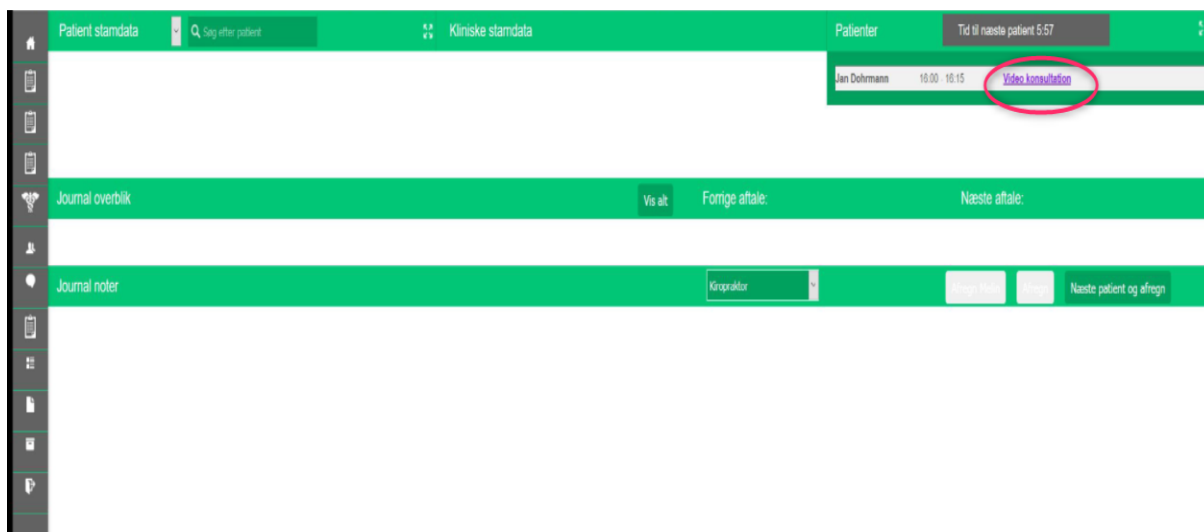 Patient stamdata
Søg efter patient
Kliniske stamdata
Patienter
Tid til næste patient 5:57
Jan Dohrmann 16:00 - 16:15 Video konsultation
Journal overblik
Vis alt
Forrige aftale:
Næste aftale:
Journal noter
Kiropraktor
Afregn
Næste patient og afregn